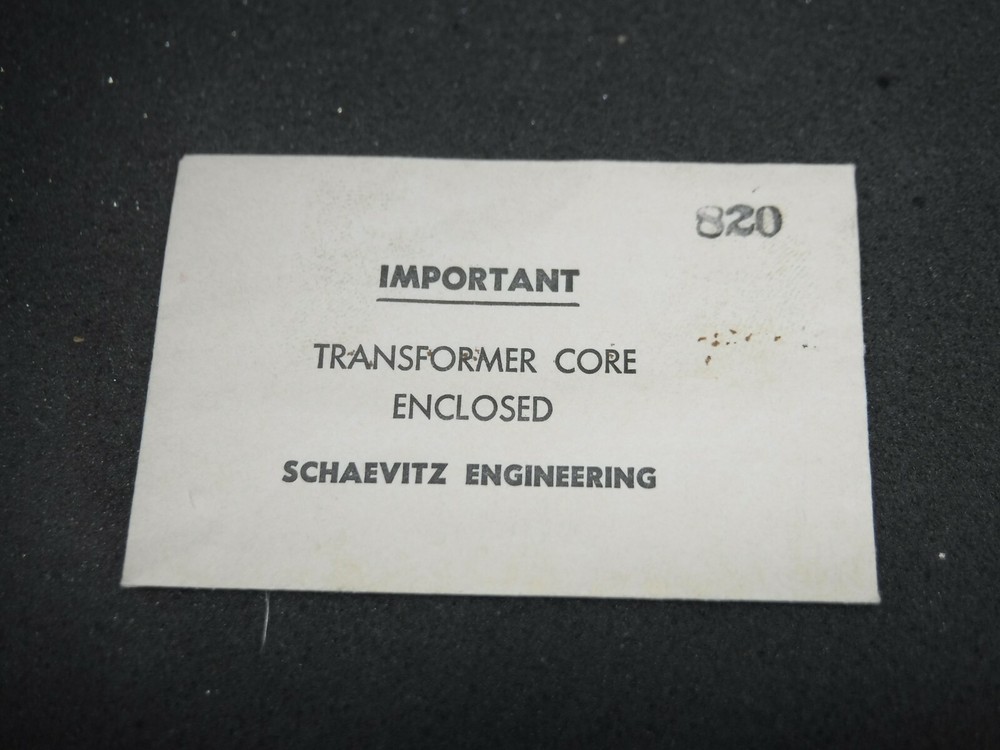 820
IMPORTANT
TRANSFORMER CORE
ENCLOSED
SCHAEVITZ ENGINEERING